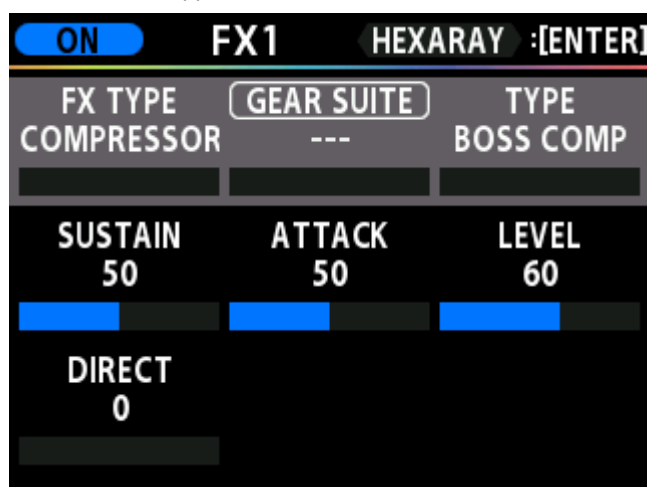 ON FX1 HEXARAY :[ENTER]
FX TYPE GEAR SUITE TYPE
COMPRESSOR --- BOSS COMP
SUSTAIN ATTACK LEVEL
50 50 60
DIRECT
0